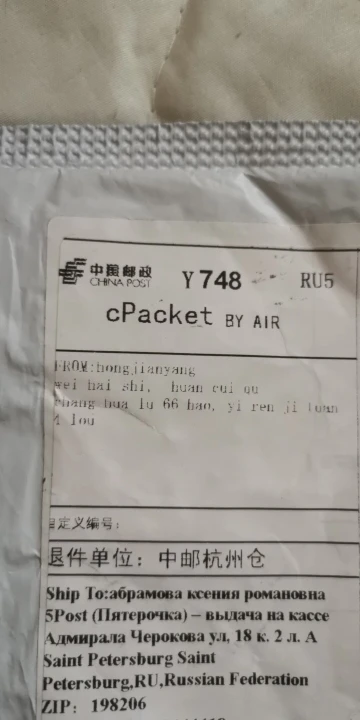 中国邮政
CHINA POST
Y 748
RU5
cPacket BY AIR
FROM:hongjianyang
wei hai shi, huan cui qu
zhang hua lu 66 hao, yi ren ji tuan
4 lou
自定义编号:
退件单位: 中邮杭州仓
Ship To:абрамова ксения романовна
5Post (Пятерочка) – выдача на кассе
Адмирала Черокова ул, 18 к. 2 л. А
Saint Petersburg Saint
Petersburg,RU,Russian Federation
ZIP: 198206